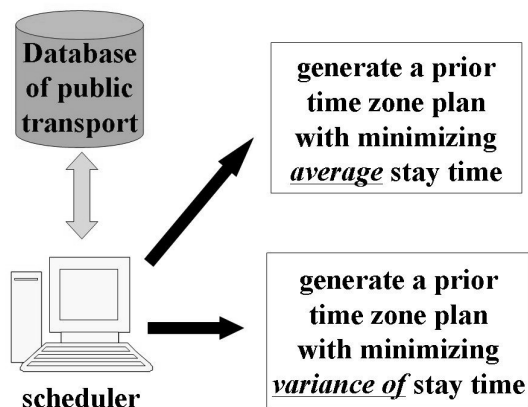 Database
of public
transport
scheduler
generate a prior
time zone plan
with minimizing
average stay time
generate a prior
time zone plan
with minimizing
variance of stay time